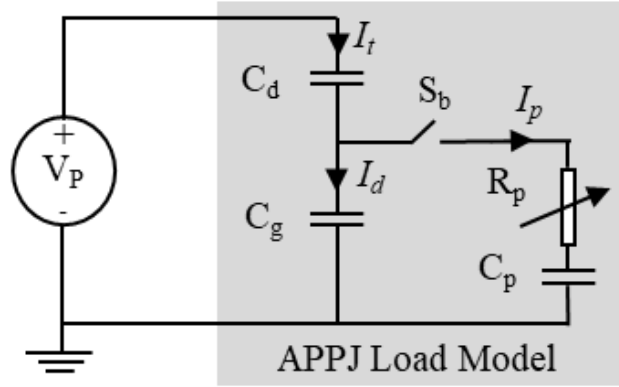 I_t
C_d
S_b
I_p
+
V_P
-
I_d
R_p
C_g
C_p
APPJ Load Model